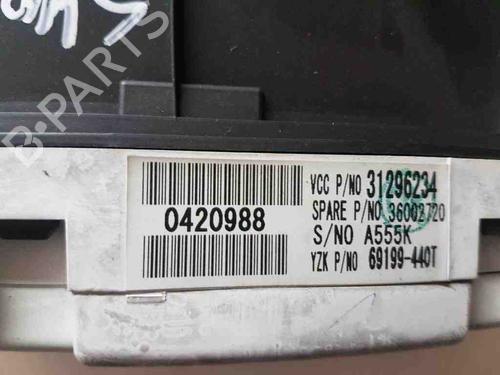 B-PARTS
VCC P/NO 31296234
SPARE P/NO 36002720
0420988
S/NO A555K
YZK P/NO 69199-440T